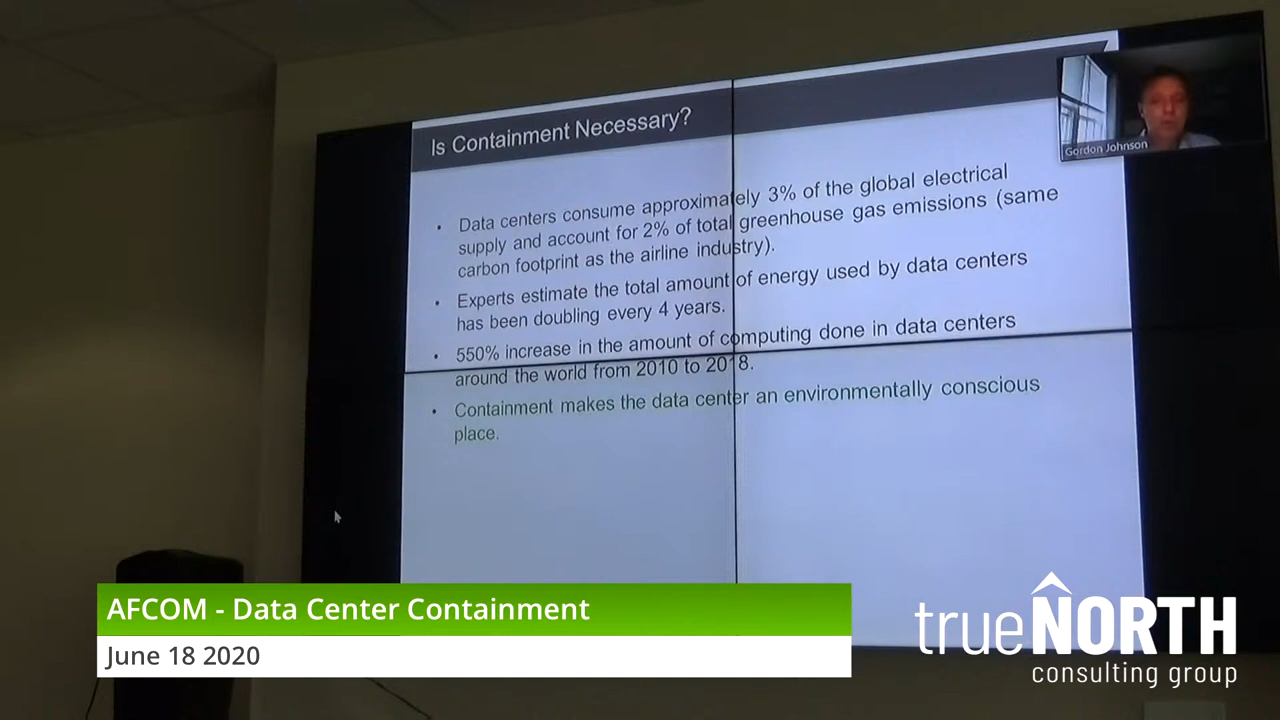 Is Containment Necessary?
Gordon Johnson
• Data centers consume approximately 3% of the global electrical
supply and account for 2% of total greenhouse gas emissions (same
carbon footprint as the airline industry).
• Experts estimate the total amount of energy used by data centers
has been doubling every 4 years.
• 550% increase in the amount of computing done in data centers
around the world from 2010 to 2018.
• Containment makes the data center an environmentally conscious
place.
AFCOM - Data Center Containment
June 18 2020
trueNORTH
consulting group